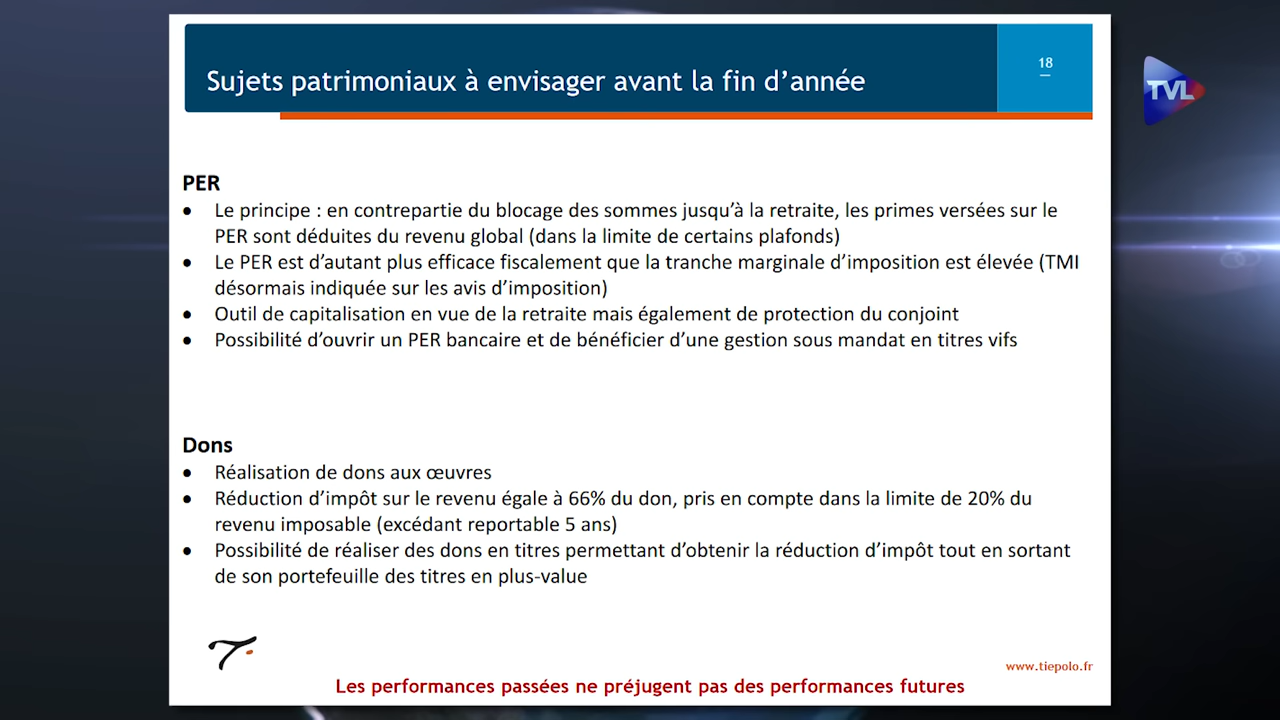 Sujets patrimoniaux à envisager avant la fin d’année
18
TVL
PER
• Le principe : en contrepartie du blocage des sommes jusqu’à la retraite, les primes versées sur le
PER sont déduites du revenu global (dans la limite de certains plafonds)
• Le PER est d’autant plus efficace fiscalement que la tranche marginale d’imposition est élevée (TMI
désormais indiquée sur les avis d’imposition)
• Outil de capitalisation en vue de la retraite mais également de protection du conjoint
• Possibilité d’ouvrir un PER bancaire et de bénéficier d’une gestion sous mandat en titres vifs
Dons
• Réalisation de dons aux œuvres
• Réduction d’impôt sur le revenu égale à 66% du don, pris en compte dans la limite de 20% du
revenu imposable (excédant reportable 5 ans)
• Possibilité de réaliser des dons en titres permettant d’obtenir la réduction d’impôt tout en sortant
de son portefeuille des titres en plus-value
www.tiepolo.fr
Les performances passées ne préjugent pas des performances futures